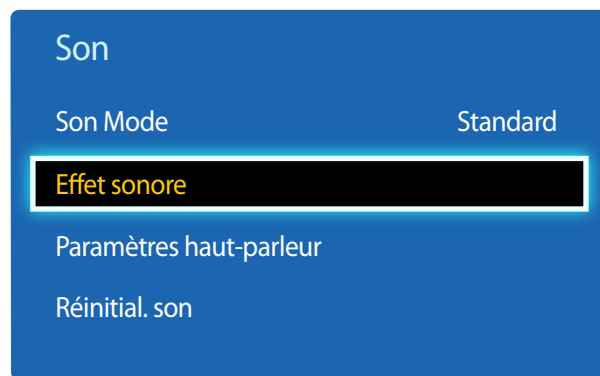 Son
Son Mode Standard
Effet sonore
Paramètres haut-parleur
Réinitial. son